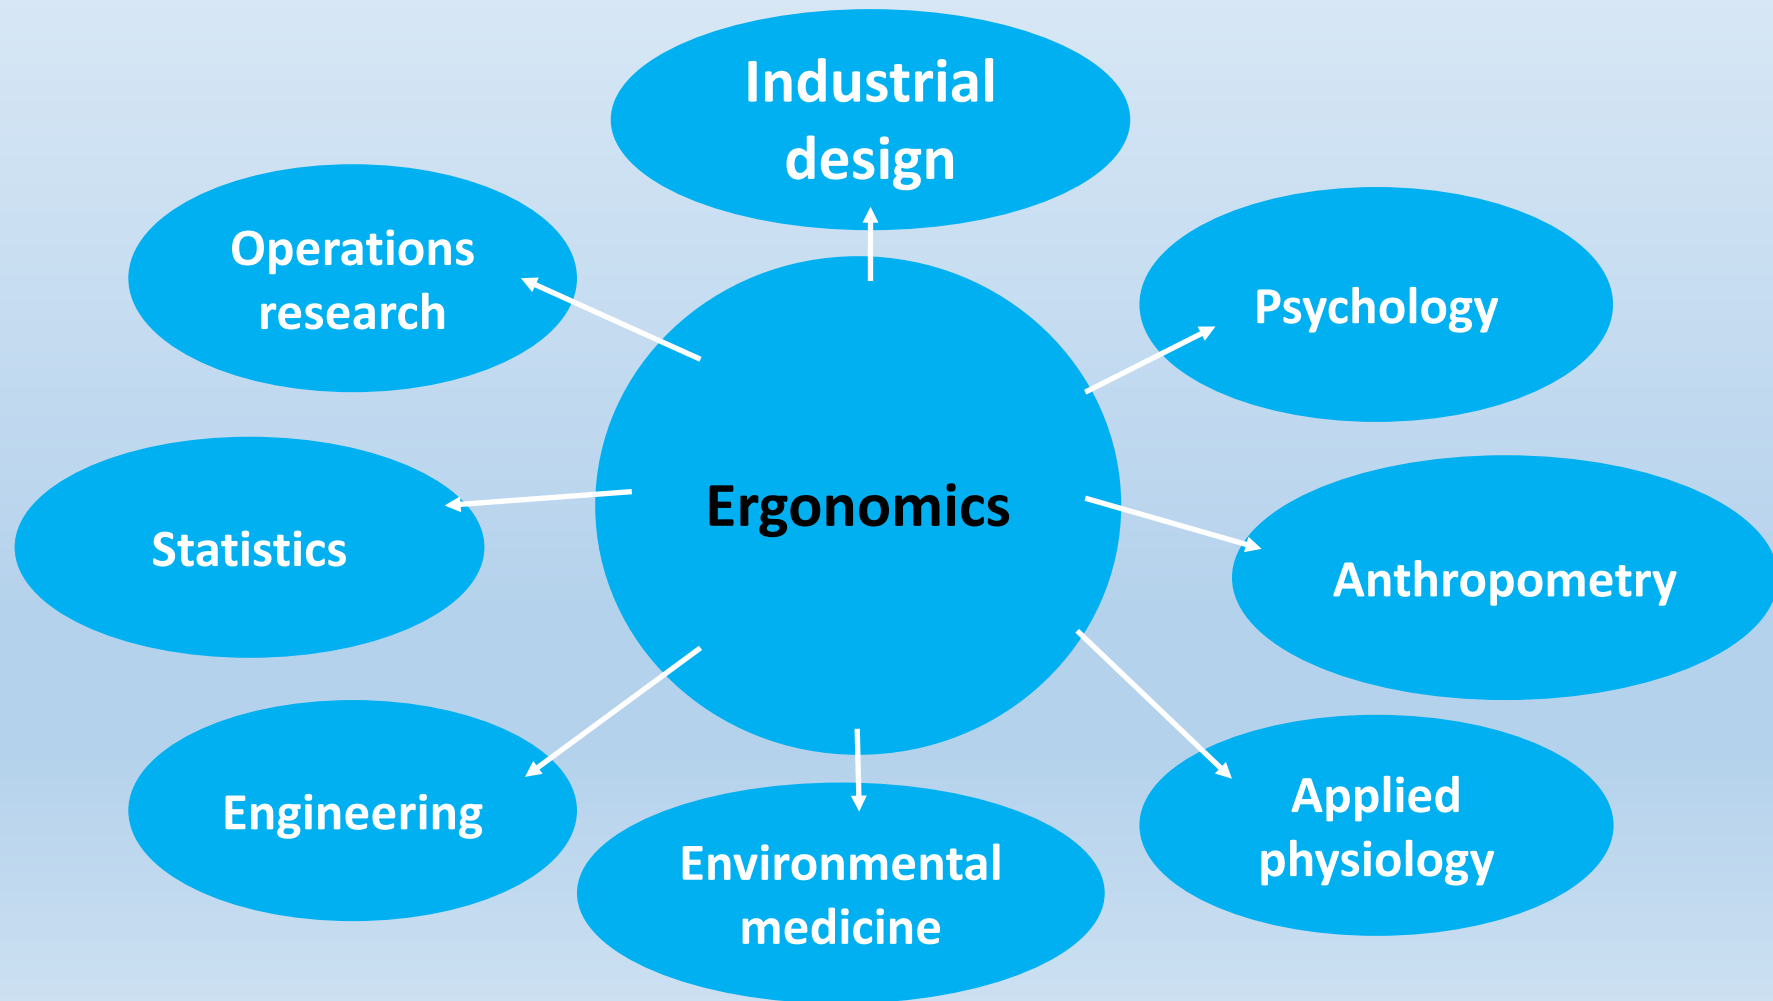 Industrial
design
Operations
research
Psychology
Ergonomics
Statistics
Anthropometry
Engineering
Applied
physiology
Environmental
medicine